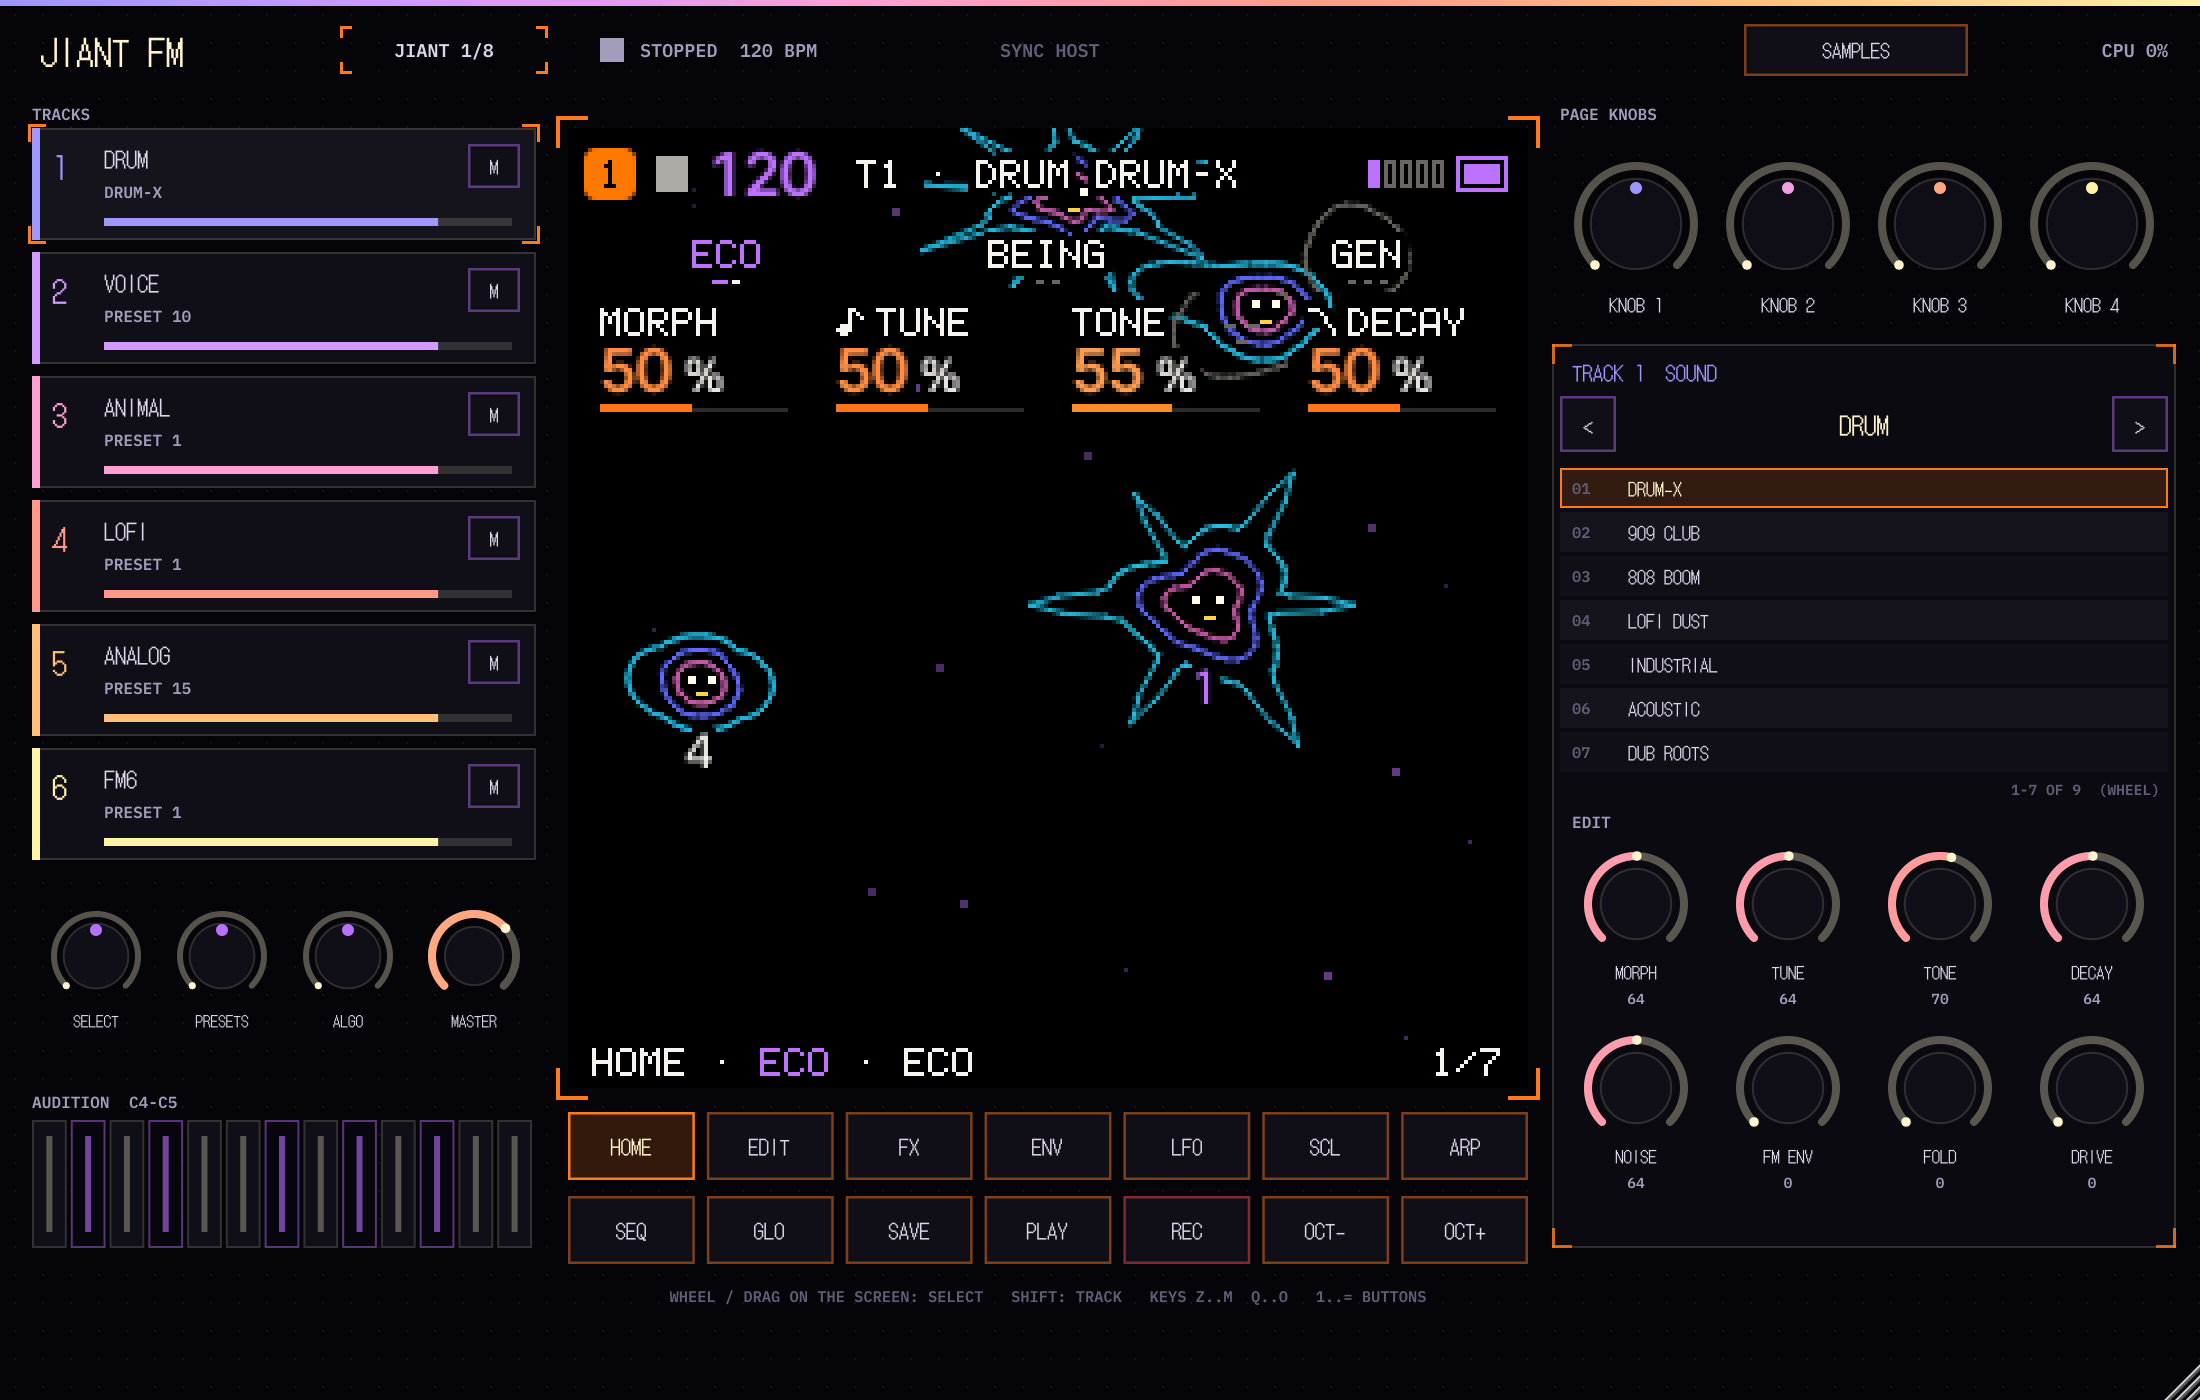 JIANT FM
JIANT 1/8
STOPPED 120 BPM
SYNC HOST
SAMPLES
CPU 0%
TRACKS
1 DRUM M
DRUM-X
2 VOICE M
PRESET 10
3 ANIMAL M
PRESET 1
4 LOFI M
PRESET 1
5 ANALOG M
PRESET 15
6 FM6 M
PRESET 1
SELECT PRESETS ALGO MASTER
AUDITION C4-C5
1 120 T1 · DRUM DRUM-X
ECO BEING GEN
MORPH TUNE TONE DECAY
50 % 50 % 55 % 50 %
1
4
HOME · ECO · ECO 1/7
HOME EDIT FX ENV LFO SCL ARP
SEQ GLO SAVE PLAY REC OCT- OCT+
WHEEL / DRAG ON THE SCREEN: SELECT SHIFT: TRACK KEYS Z..M Q..O 1..= BUTTONS
PAGE KNOBS
KNOB 1 KNOB 2 KNOB 3 KNOB 4
TRACK 1 SOUND
< DRUM >
01 DRUM-X
02 909 CLUB
03 808 BOOM
04 LOFI DUST
05 INDUSTRIAL
06 ACOUSTIC
07 DUB ROOTS
1-7 OF 9 (WHEEL)
EDIT
MORPH TUNE TONE DECAY
64 64 70 64
NOISE FM ENV FOLD DRIVE
64 0 0 0